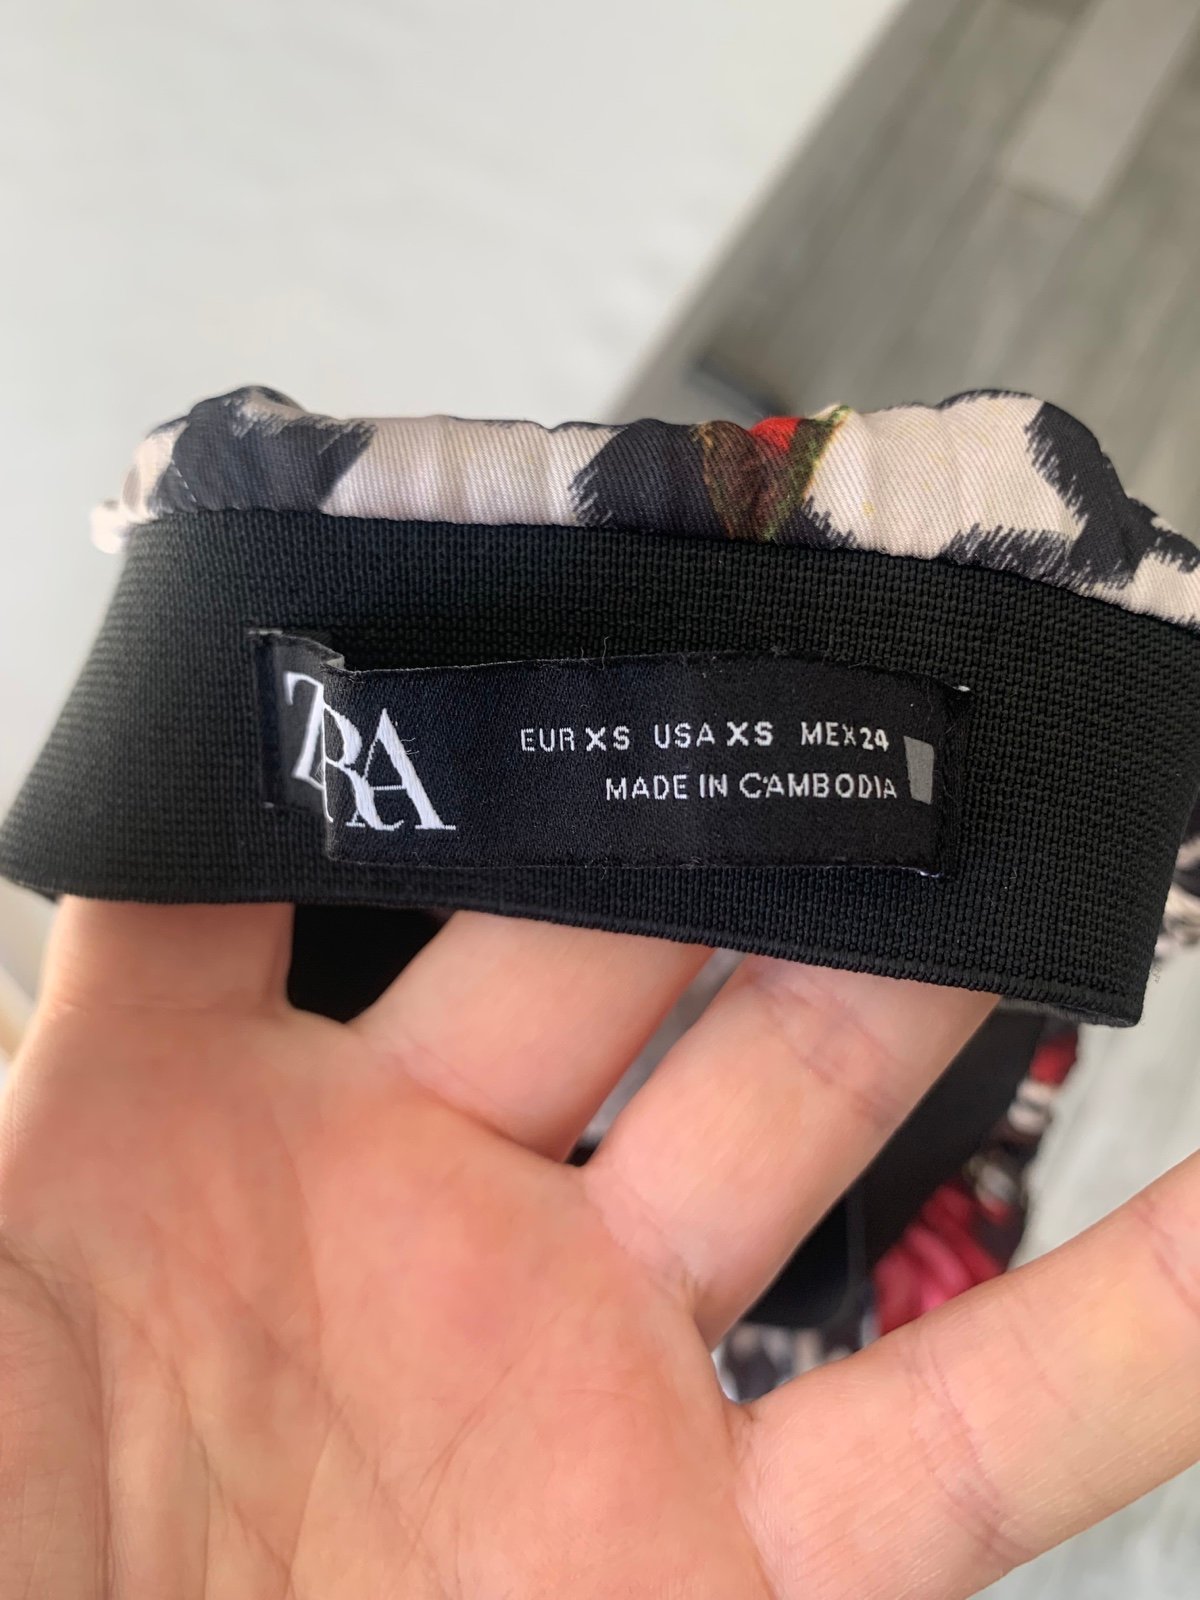 ZARA
EUR XS USA XS MEX 24
MADE IN CAMBODIA